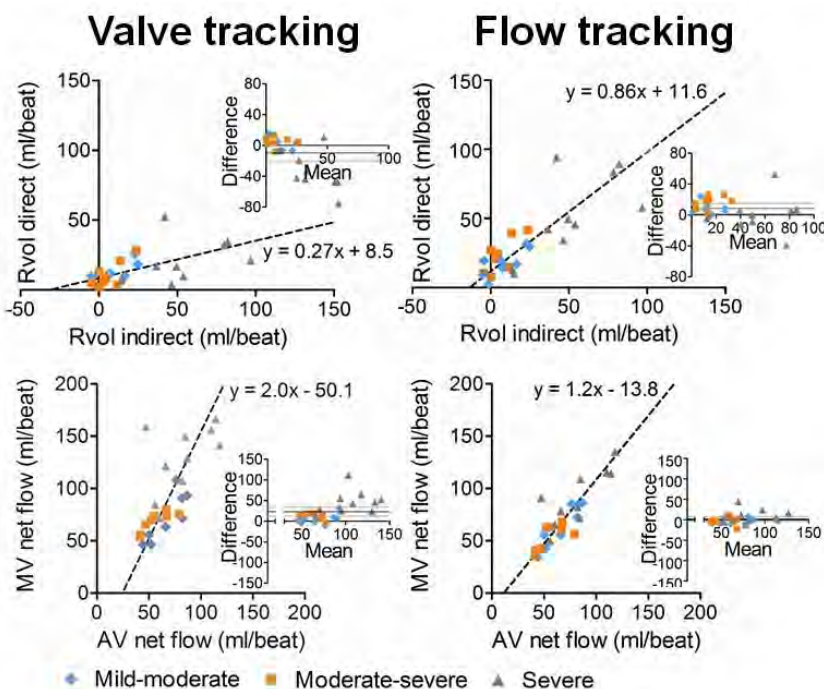 Valve tracking
Flow tracking
150
100
50
-50
0
50
100
150
Rvol direct (ml/beat)
Rvol indirect (ml/beat)
y = 0.27x + 8.5
80
40
0
-40
-80
50
100
Difference
Mean
150
100
50
-50
0
50
100
150
Rvol direct (ml/beat)
Rvol indirect (ml/beat)
y = 0.86x + 11.6
80
40
0
-40
-80
20
40
60
80
100
Difference
Mean
200
150
100
50
0
0
50
100
150
200
MV net flow (ml/beat)
AV net flow (ml/beat)
y = 2.0x - 50.1
150
100
50
0
-50
-100
-150
50
100
150
Difference
Mean
200
150
100
50
0
0
50
100
150
200
MV net flow (ml/beat)
AV net flow (ml/beat)
y = 1.2x - 13.8
150
100
50
0
-50
-100
-150
50
100
150
Difference
Mean
Mild-moderate
Moderate-severe
Severe